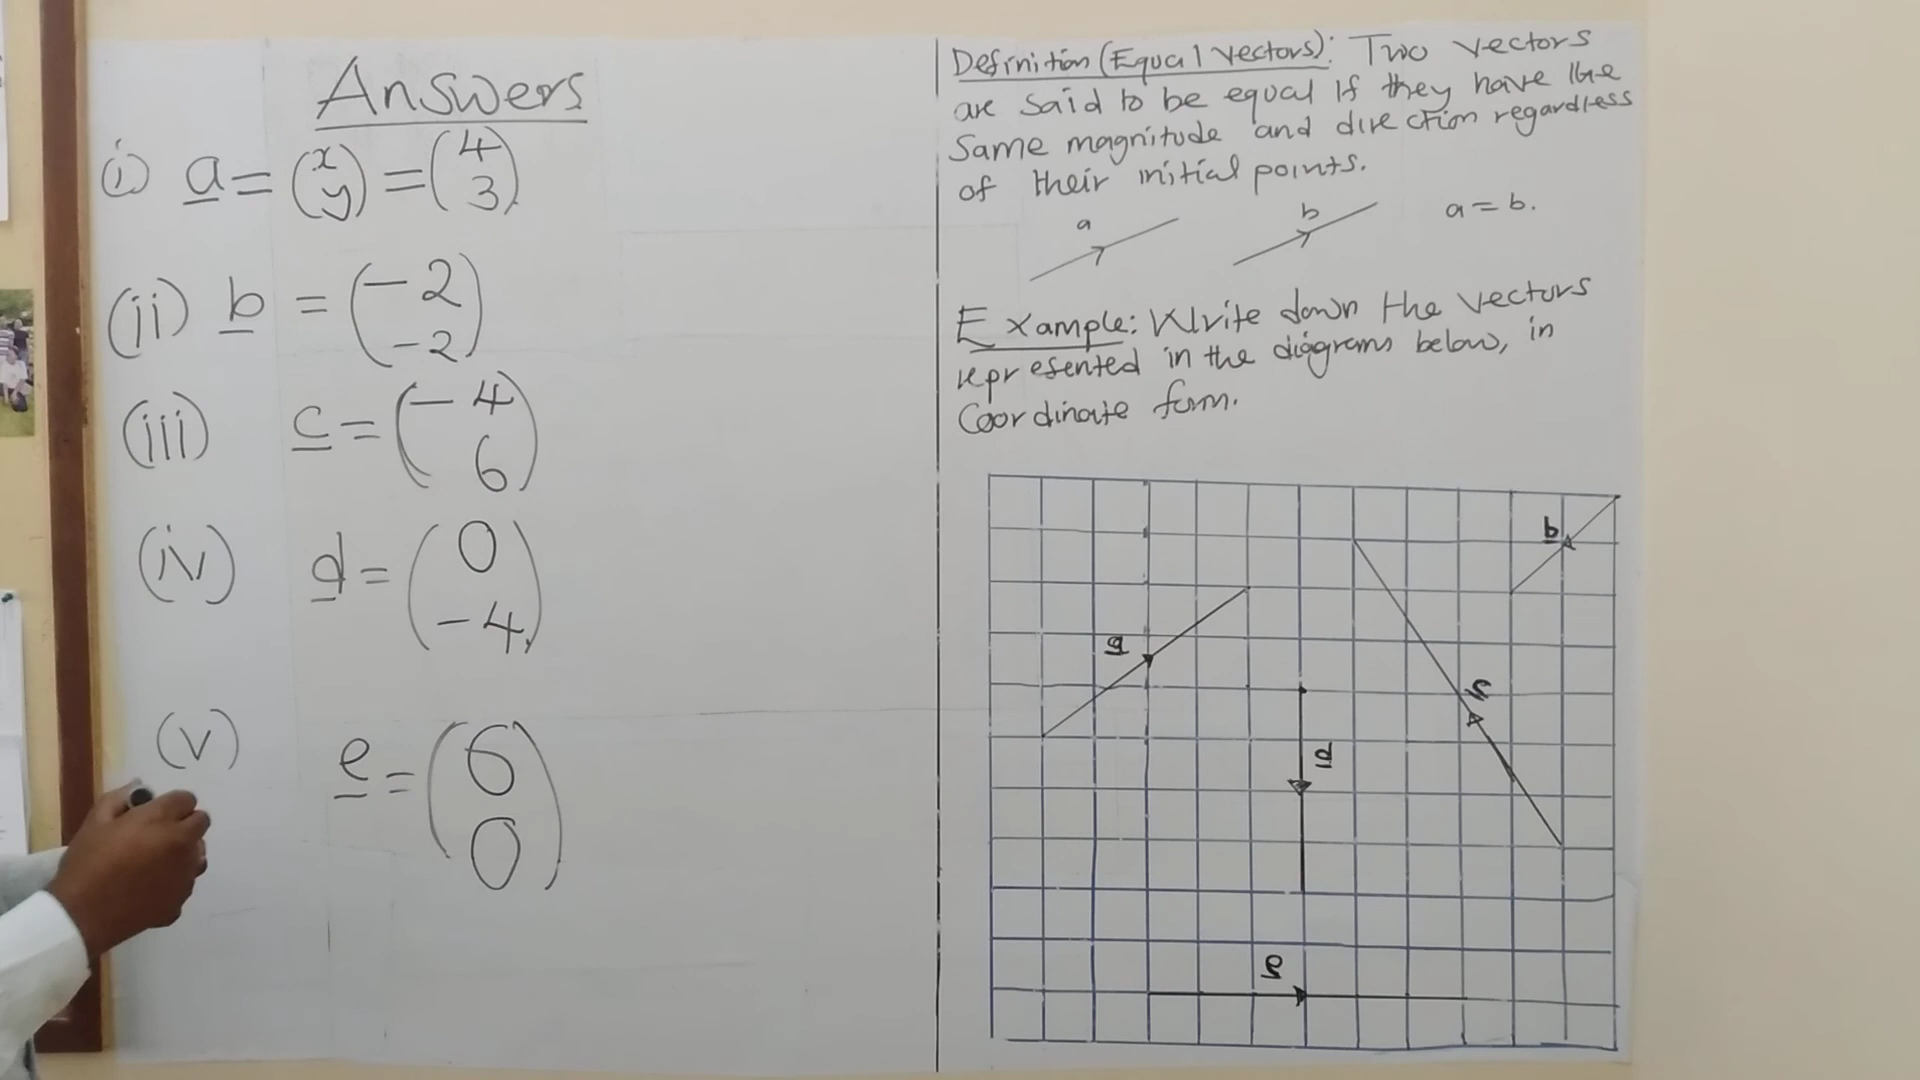 Answers
(i) a = (x y) = (4 3)
(ii) b = (-2 -2)
(iii) c = (-4 6)
(iv) d = (0 -4)
(v) e = (6 0)
Definition (Equal Vectors): Two vectors
are said to be equal if they have the
Same magnitude and direction regardless
of their initial points.
a b a = b.
Example: Write down the vectors
represented in the diagrams below, in
Coordinate form.
b
a
c
d
e